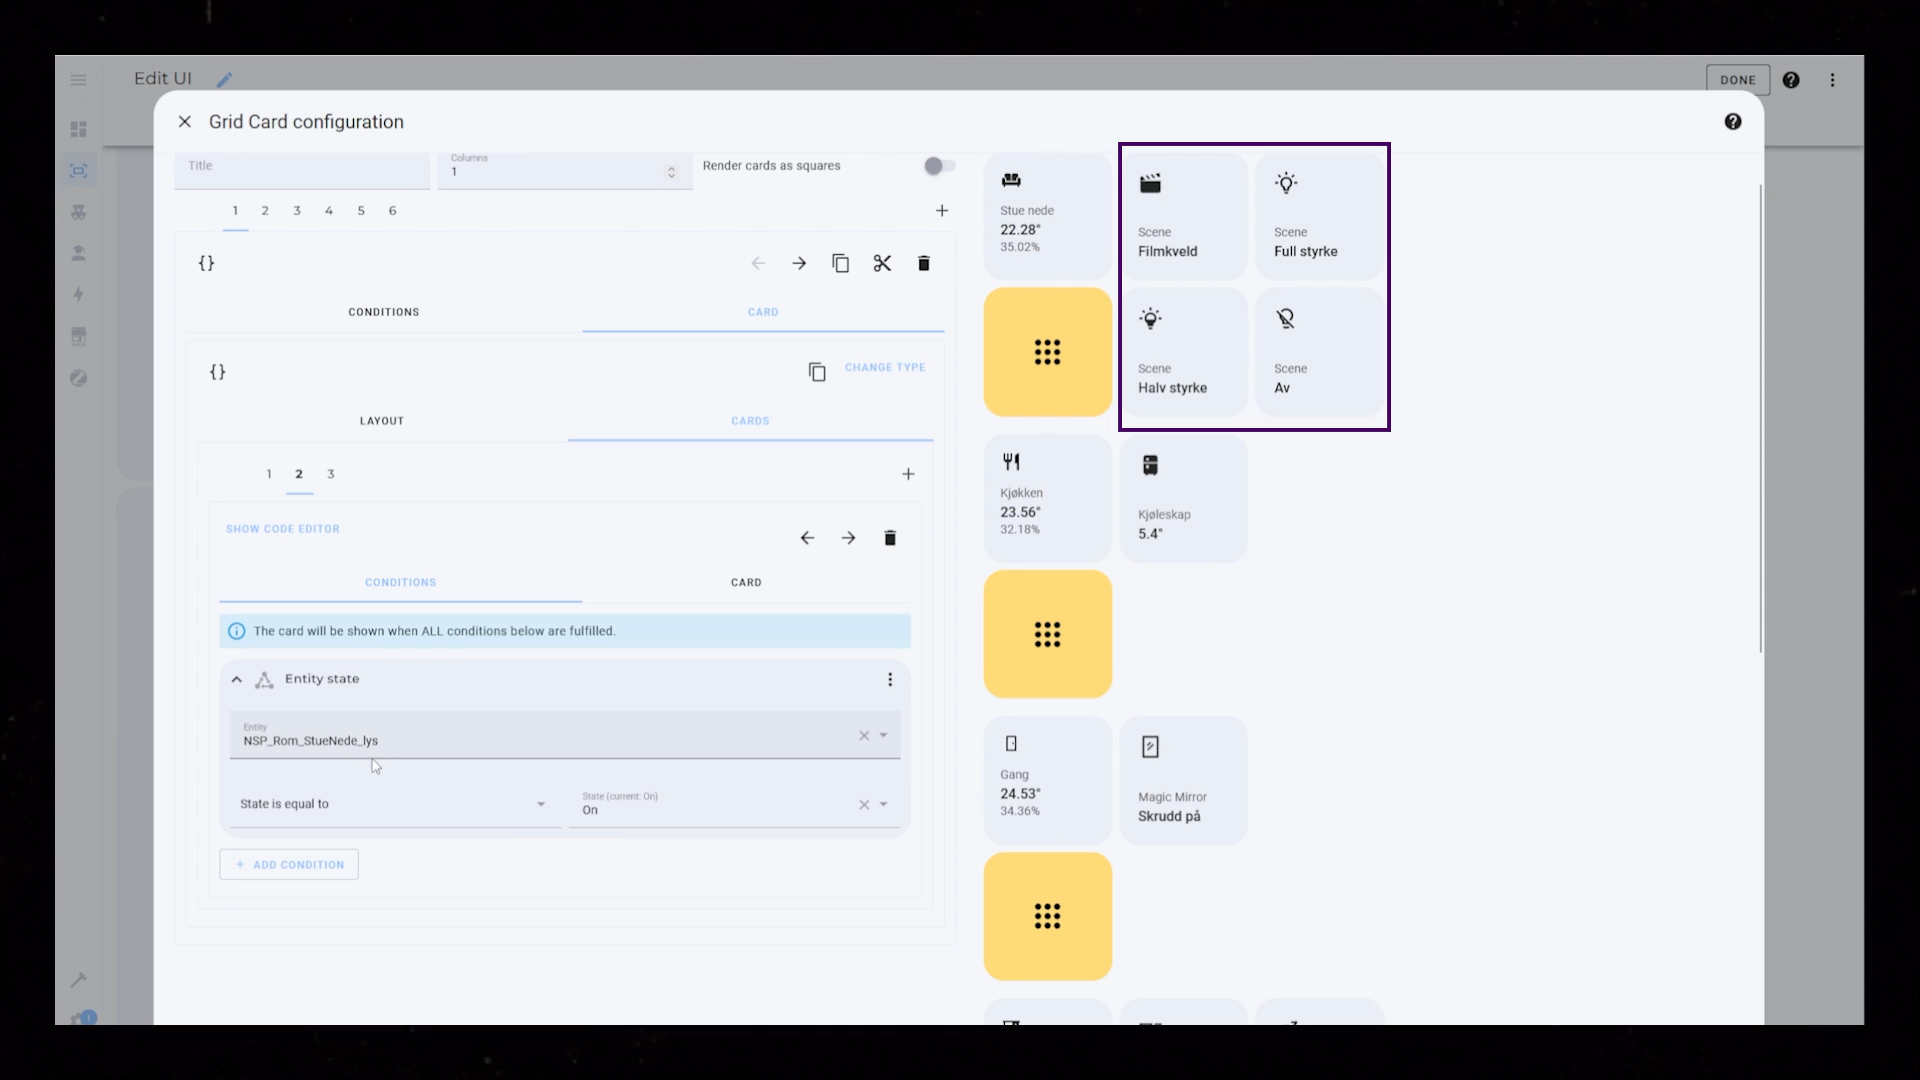 Edit UI
DONE
Grid Card configuration
Title
Columns
1
Render cards as squares
1 2 3 4 5 6
{}
CONDITIONS
CARD
{}
CHANGE TYPE
LAYOUT
CARDS
1 2 3
SHOW CODE EDITOR
CONDITIONS
CARD
The card will be shown when ALL conditions below are fulfilled.
Entity state
Entity
NSP_Rom_StueNede_lys
State is equal to
State (current: On)
On
+ ADD CONDITION
Stue nede
22.28°
35.02%
Scene
Filmkveld
Scene
Full styrke
Scene
Halv styrke
Scene
Av
Kjøkken
23.56°
32.18%
Kjøleskap
5.4°
Gang
24.53°
34.36%
Magic Mirror
Skrudd på
1